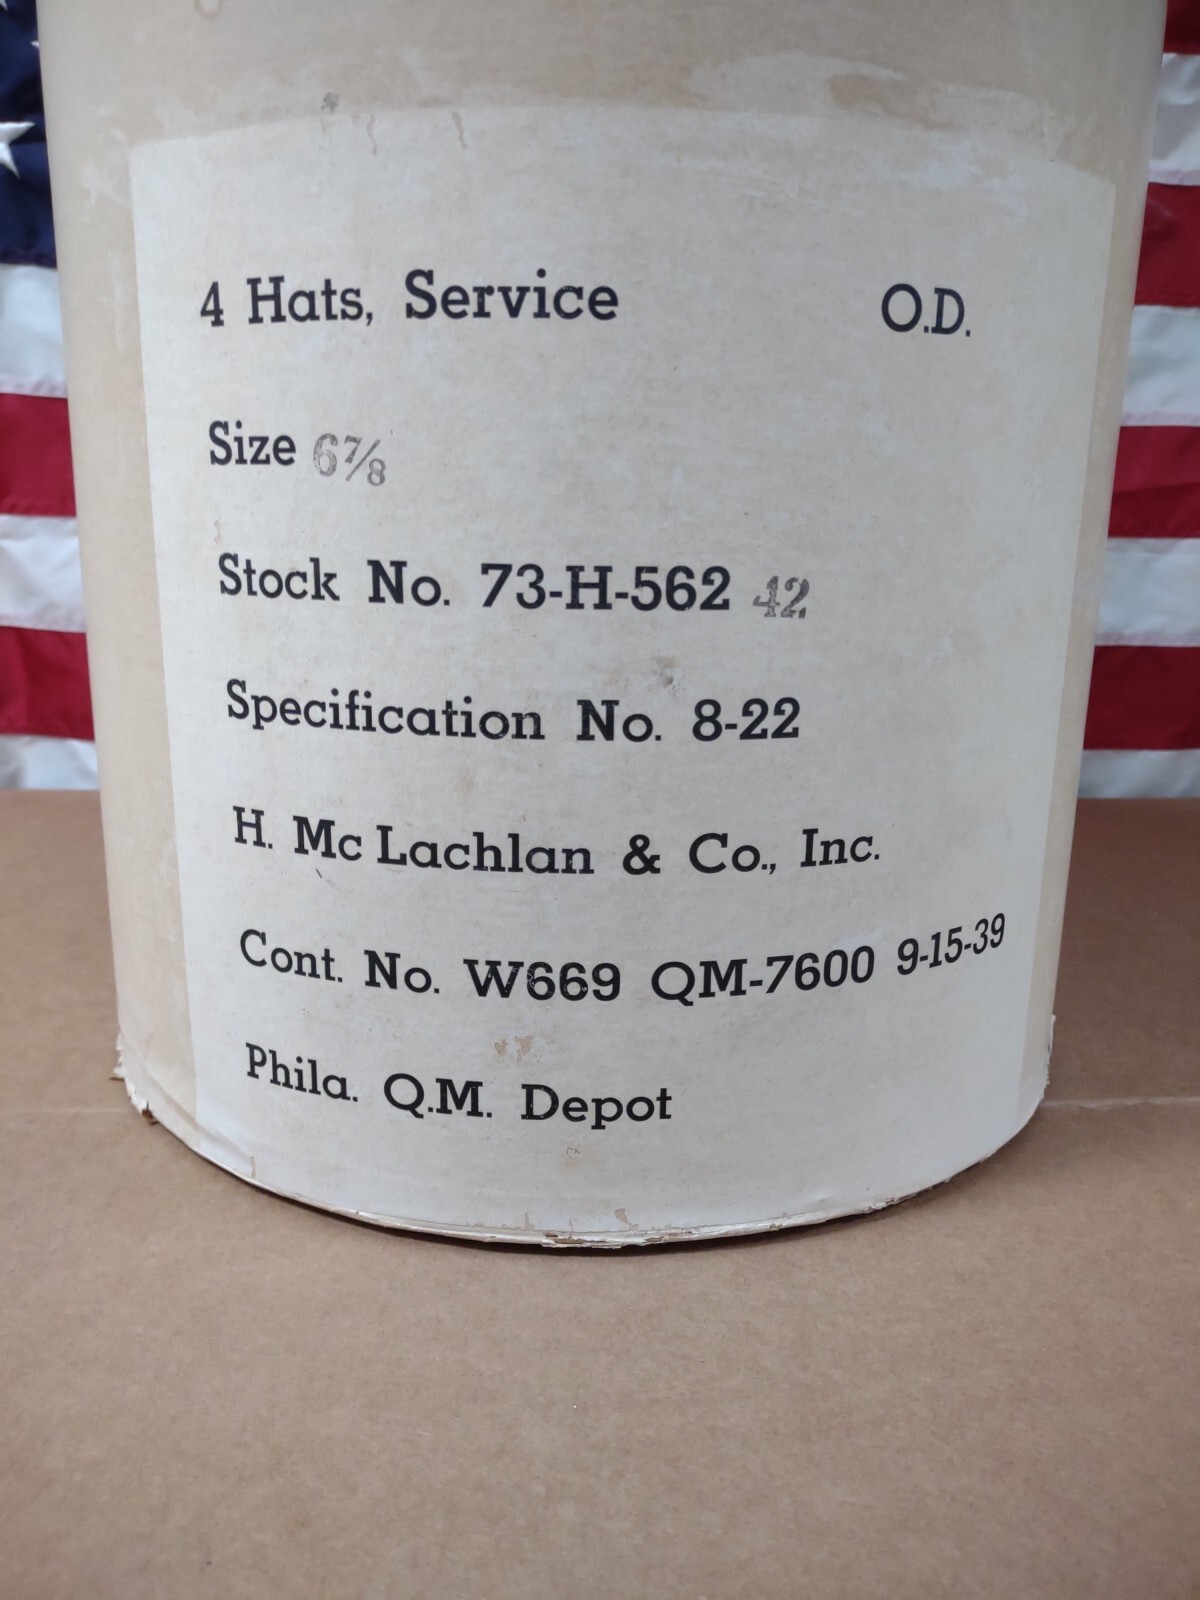 4 Hats, Service O.D.
Size 6⅞
Stock No. 73-H-562 42
Specification No. 8-22
H. Mc Lachlan & Co., Inc.
Cont. No. W669 QM-7600 9-15-39
Phila. Q.M. Depot